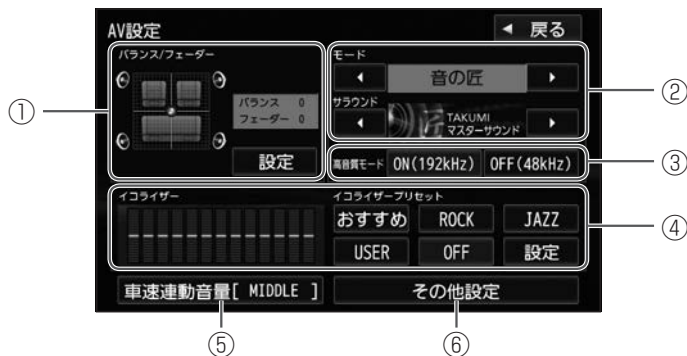 AV設定
◀ 戻る
バランス/フェーダー
バランス 0
フェーダー 0
設定
①
モード
◀ 音の匠 ▶
サラウンド
◀ TAKUMI
マスターサウンド ▶
②
高音質モード ON(192kHz) OFF(48kHz)
③
イコライザー
イコライザープリセット
おすすめ ROCK JAZZ
USER OFF 設定
④
車速連動音量[ MIDDLE ]
その他設定
⑤
⑥